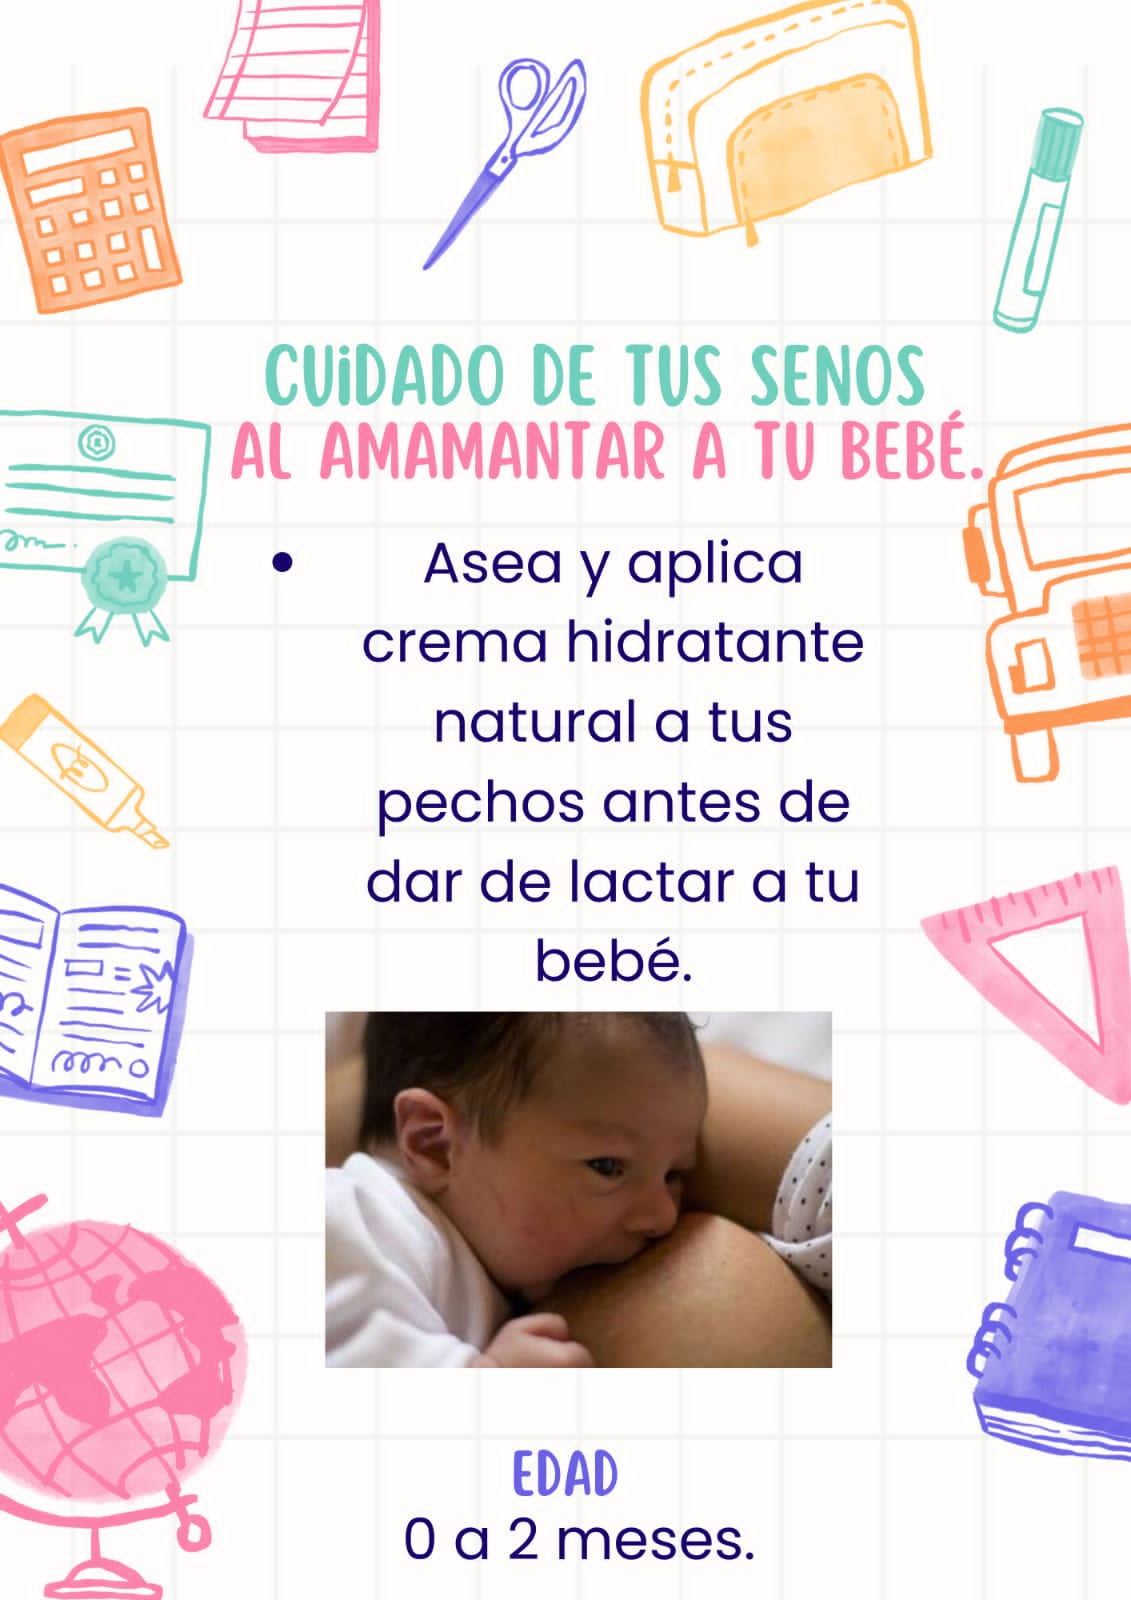 CUiDADO DE TUS SENOS
AL AMAMANTAR A TU BEBÉ.
• Asea y aplica
crema hidratante
natural a tus
pechos antes de
dar de lactar a tu
bebé.
EDAD
0 a 2 meses.